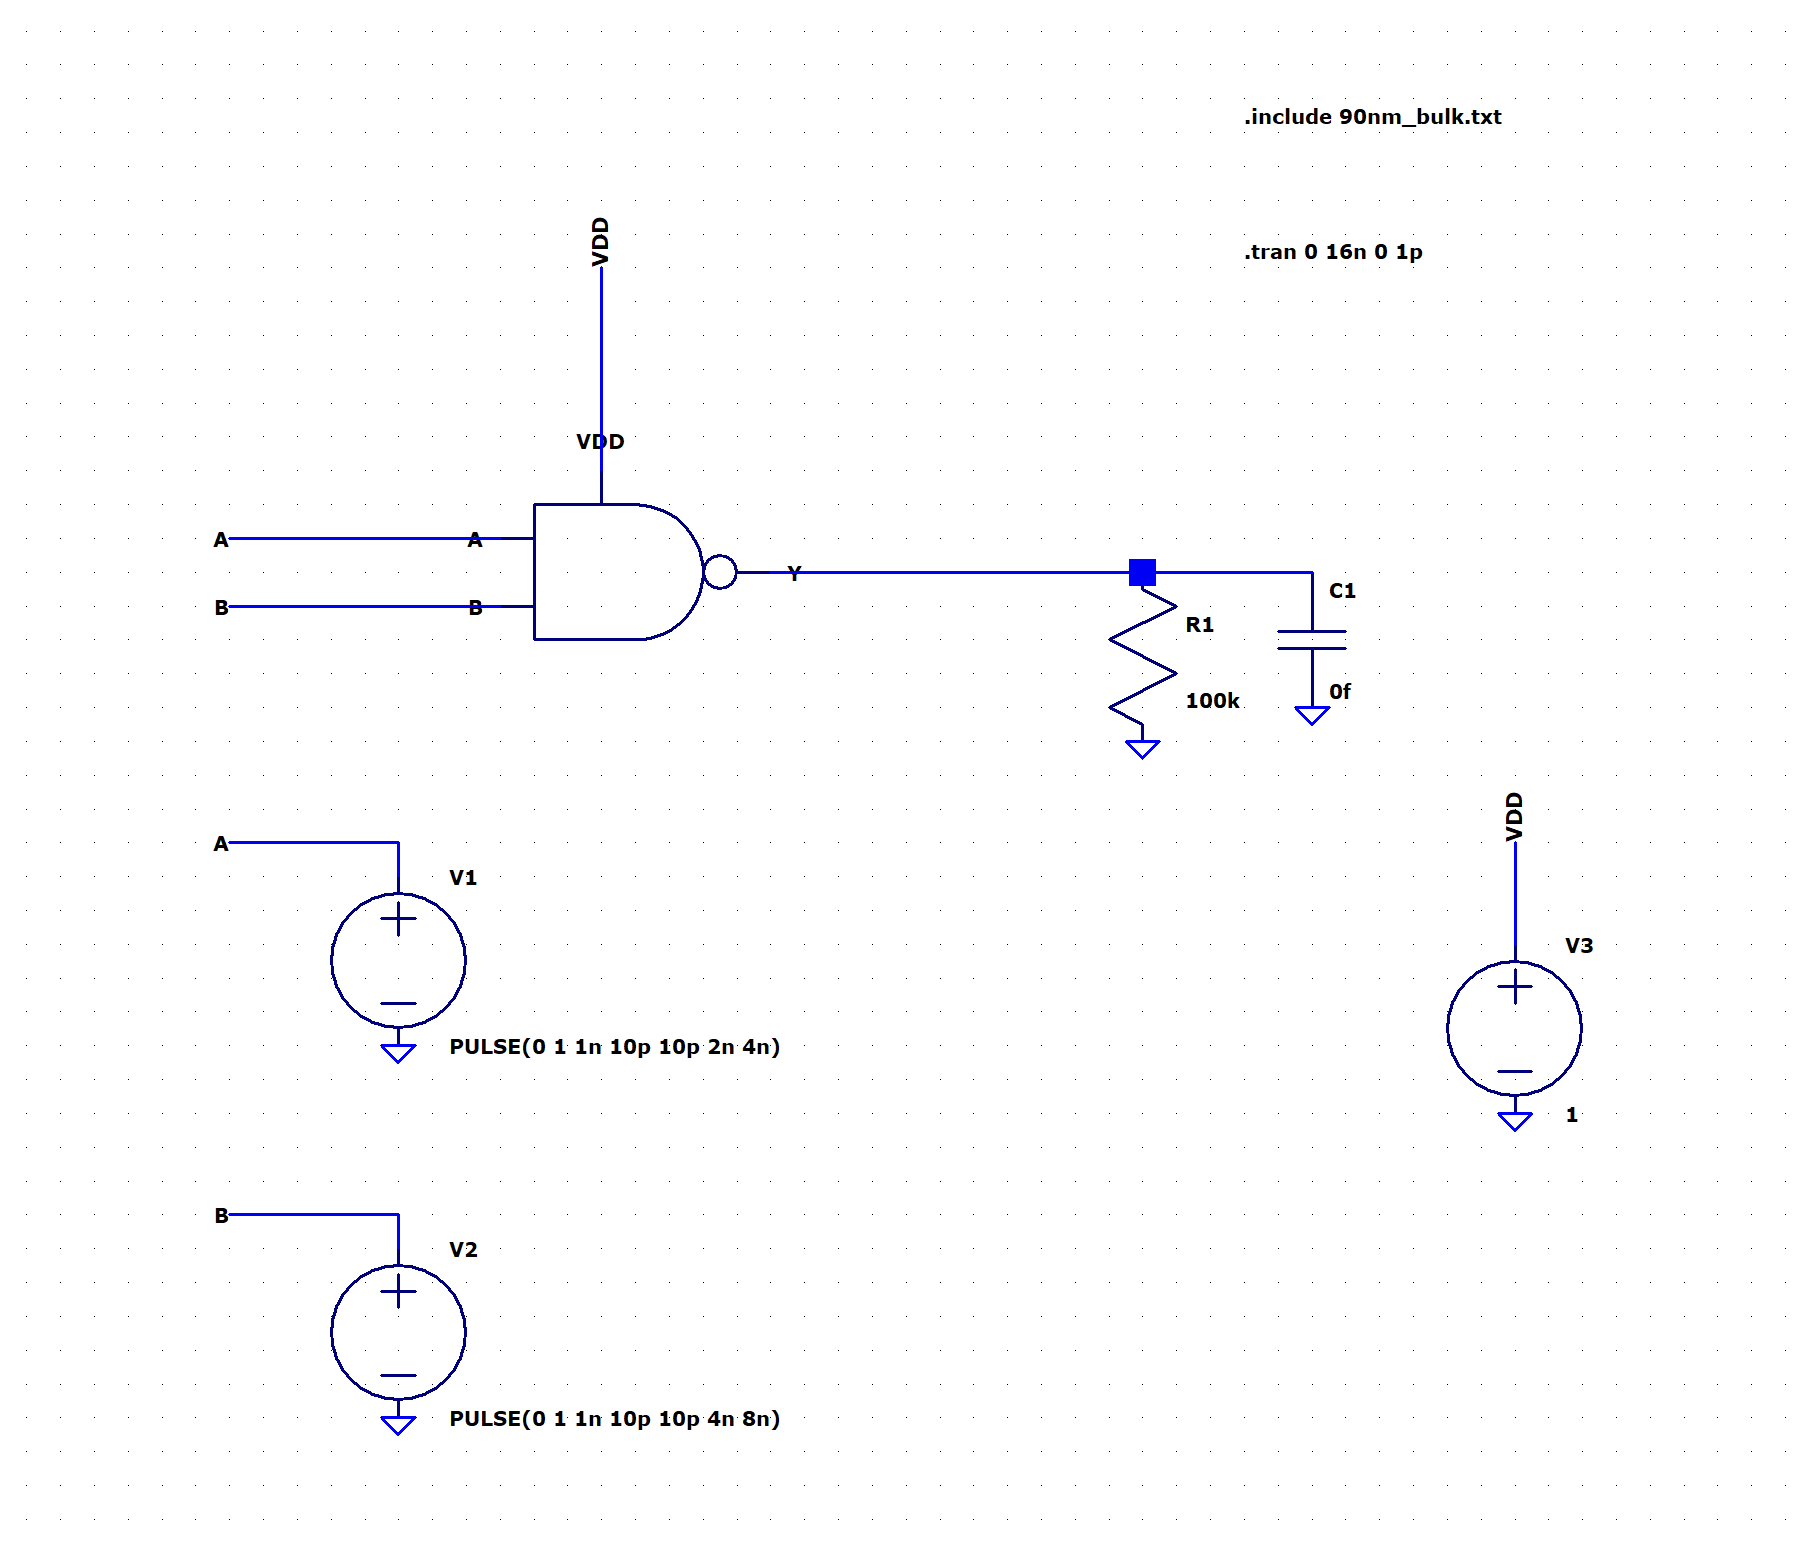 .include 90nm_bulk.txt
VDD
.tran 0 16n 0 1p
VDD
A
A
Y
C1
B
B
R1
0f
100k
VDD
A
V1
V3
PULSE(0 1 1n 10p 10p 2n 4n)
1
B
V2
PULSE(0 1 1n 10p 10p 4n 8n)